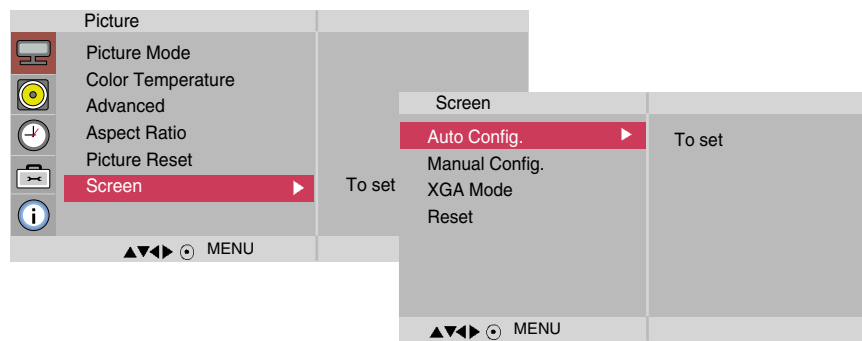 Picture
Picture Mode
Color Temperature
Advanced
Aspect Ratio
Picture Reset
Screen
To set
MENU
Screen
Auto Config.
To set
Manual Config.
XGA Mode
Reset
MENU